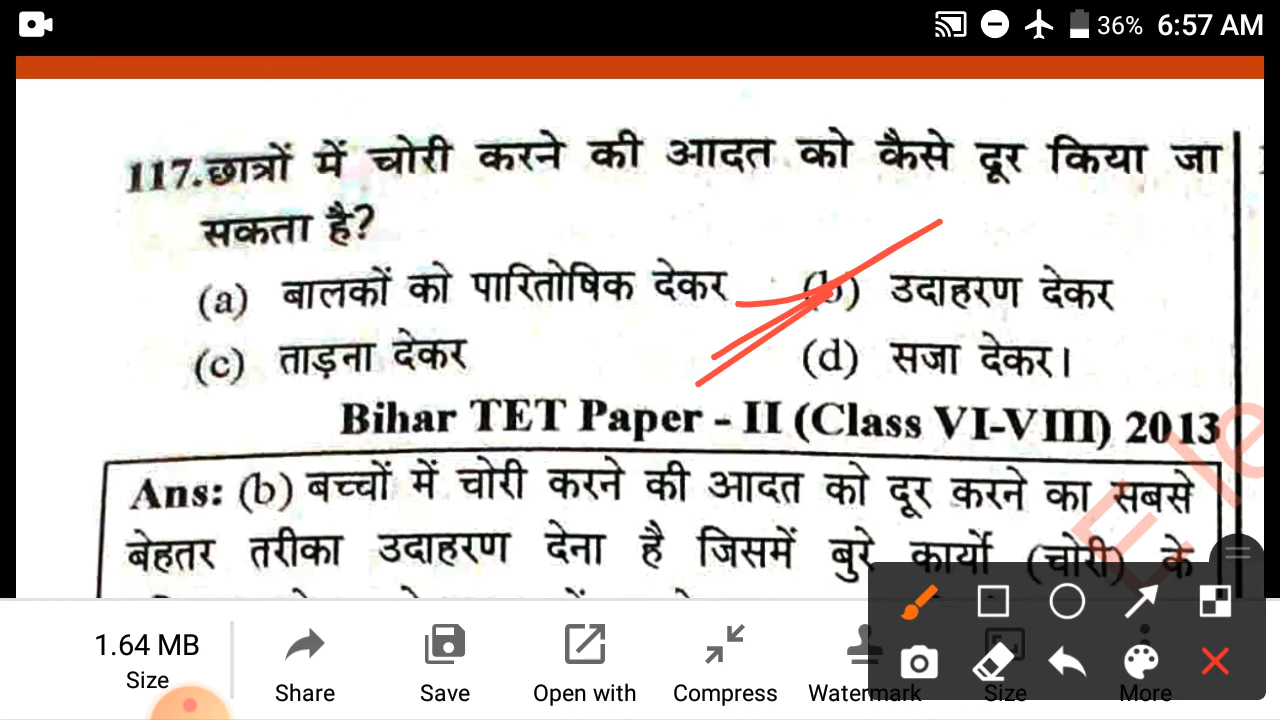 36% 6:57 AM
117. छात्रों में चोरी करने की आदत को कैसे दूर किया जा
सकता है?
(a) बालकों को पारितोषिक देकर (b) उदाहरण देकर
(c) ताड़ना देकर (d) सजा देकर।
Bihar TET Paper - II (Class VI-VIII) 2013
Ans: (b) बच्चों में चोरी करने की आदत को दूर करने का सबसे
बेहतर तरीका उदाहरण देना है जिसमें बुरे कार्यो (चोरी) के
1.64 MB
Size
Share Save Open with Compress Watermark Size More